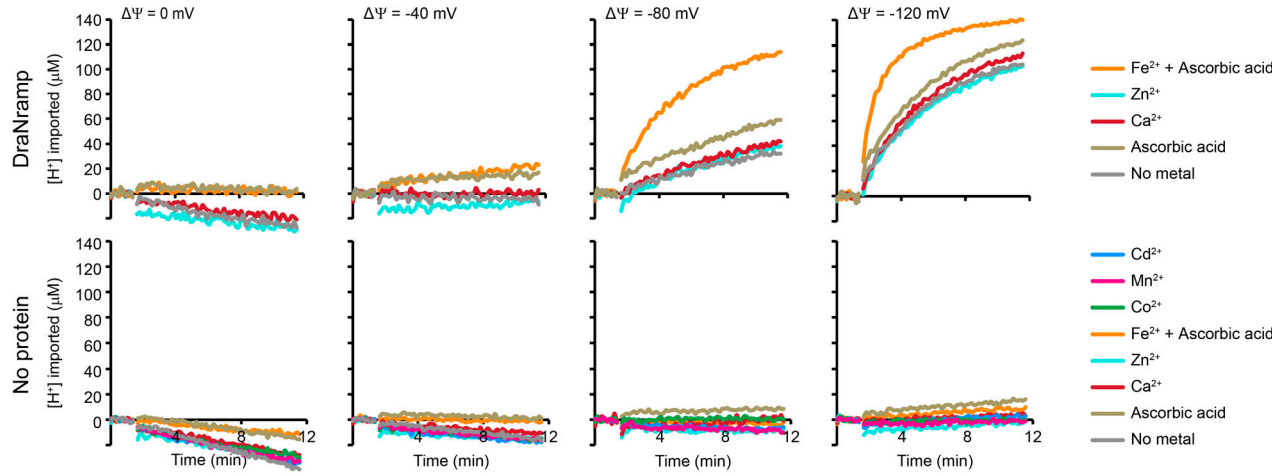 ΔΨ = 0 mV
ΔΨ = -40 mV
ΔΨ = -80 mV
ΔΨ = -120 mV
DraNramp
[H⁺] imported (μM)
140
120
100
80
60
40
20
0
Fe²⁺ + Ascorbic acid
Zn²⁺
Ca²⁺
Ascorbic acid
No metal
No protein
[H⁺] imported (μM)
140
120
100
80
60
40
20
0
4 8 12
4 8 12
4 8 12
4 8 12
Time (min)
Time (min)
Time (min)
Time (min)
Cd²⁺
Mn²⁺
Co²⁺
Fe²⁺ + Ascorbic acid
Zn²⁺
Ca²⁺
Ascorbic acid
No metal